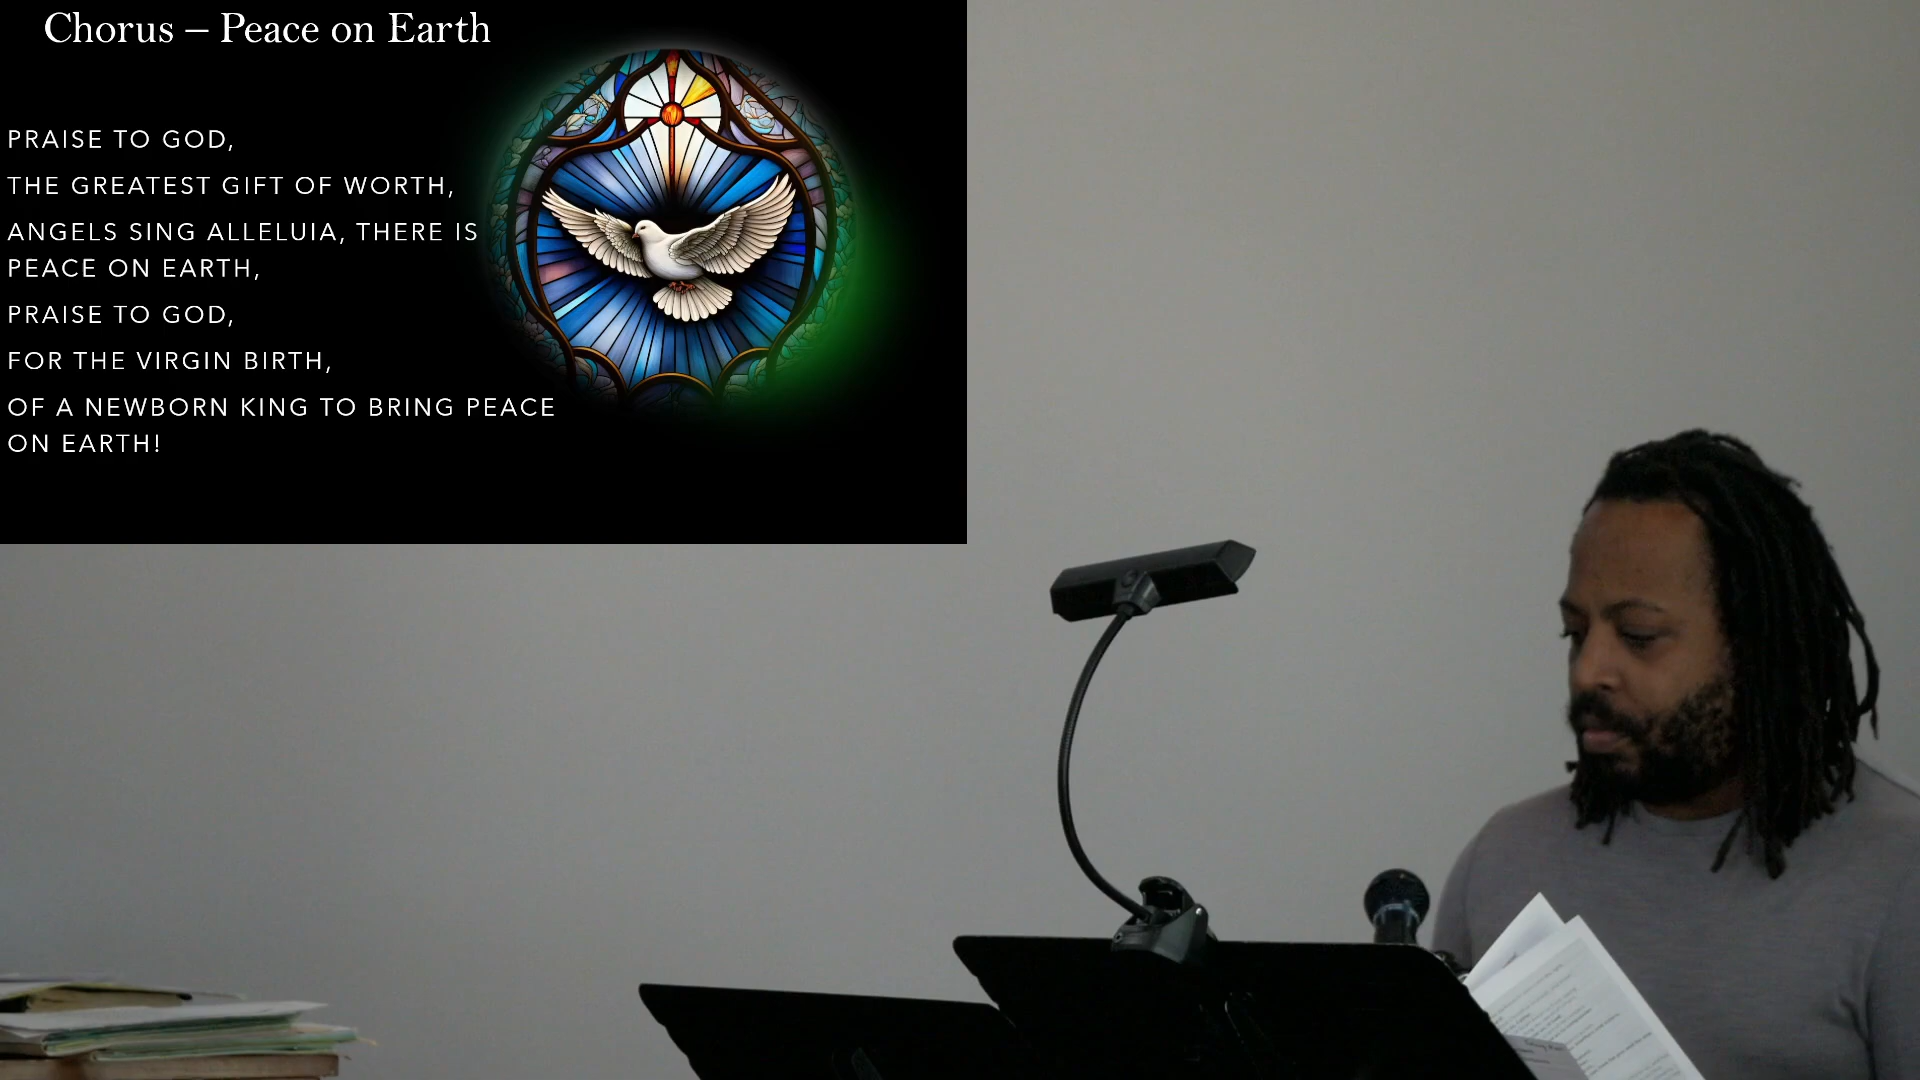 Chorus – Peace on Earth
PRAISE TO GOD,
THE GREATEST GIFT OF WORTH,
ANGELS SING ALLELUIA, THERE IS
PEACE ON EARTH,
PRAISE TO GOD,
FOR THE VIRGIN BIRTH,
OF A NEWBORN KING TO BRING PEACE
ON EARTH!